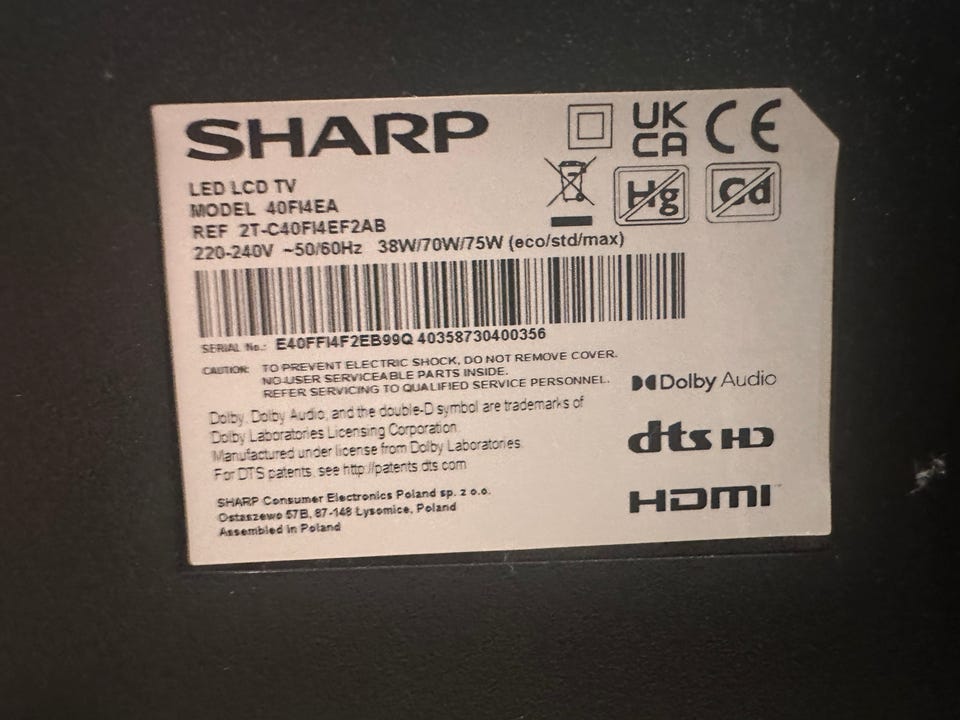 SHARP
UK
CA
CE
LED LCD TV
MODEL 40FI4EA
REF 2T-C40FI4EF2AB
220-240V ~50/60Hz 38W/70W/75W (eco/std/max)
Hg
Cd
SERIAL No.: E40FFI4F2EB99Q 40358730400356
CAUTION: TO PREVENT ELECTRIC SHOCK, DO NOT REMOVE COVER.
NO USER SERVICEABLE PARTS INSIDE.
REFER SERVICING TO QUALIFIED SERVICE PERSONNEL.
Dolby Audio
Dolby, Dolby Audio, and the double-D symbol are trademarks of
Dolby Laboratories Licensing Corporation.
Manufactured under license from Dolby Laboratories.
For DTS patents, see http://patents.dts.com
dts HD
HDMI
SHARP Consumer Electronics Poland sp. z o.o.
Ostaszewo 57B, 87-148 Łysomice, Poland
Assembled in Poland